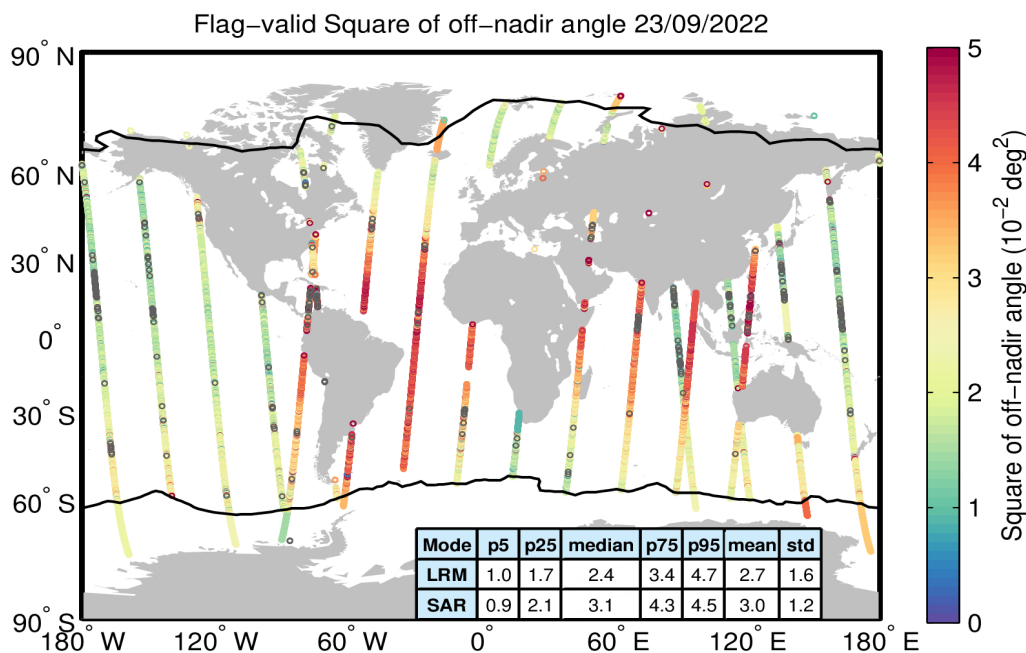 Flag−valid Square of off−nadir angle 23/09/2022
90° N
60° N
30° N
0°
30° S
60° S
90° S
180° W
120° W
60° W
0°
60° E
120° E
180° E
Mode p5 p25 median p75 p95 mean std
LRM 1.0 1.7 2.4 3.4 4.7 2.7 1.6
SAR 0.9 2.1 3.1 4.3 4.5 3.0 1.2
5
4
3
2
1
0
Square of off−nadir angle (10⁻² deg²)